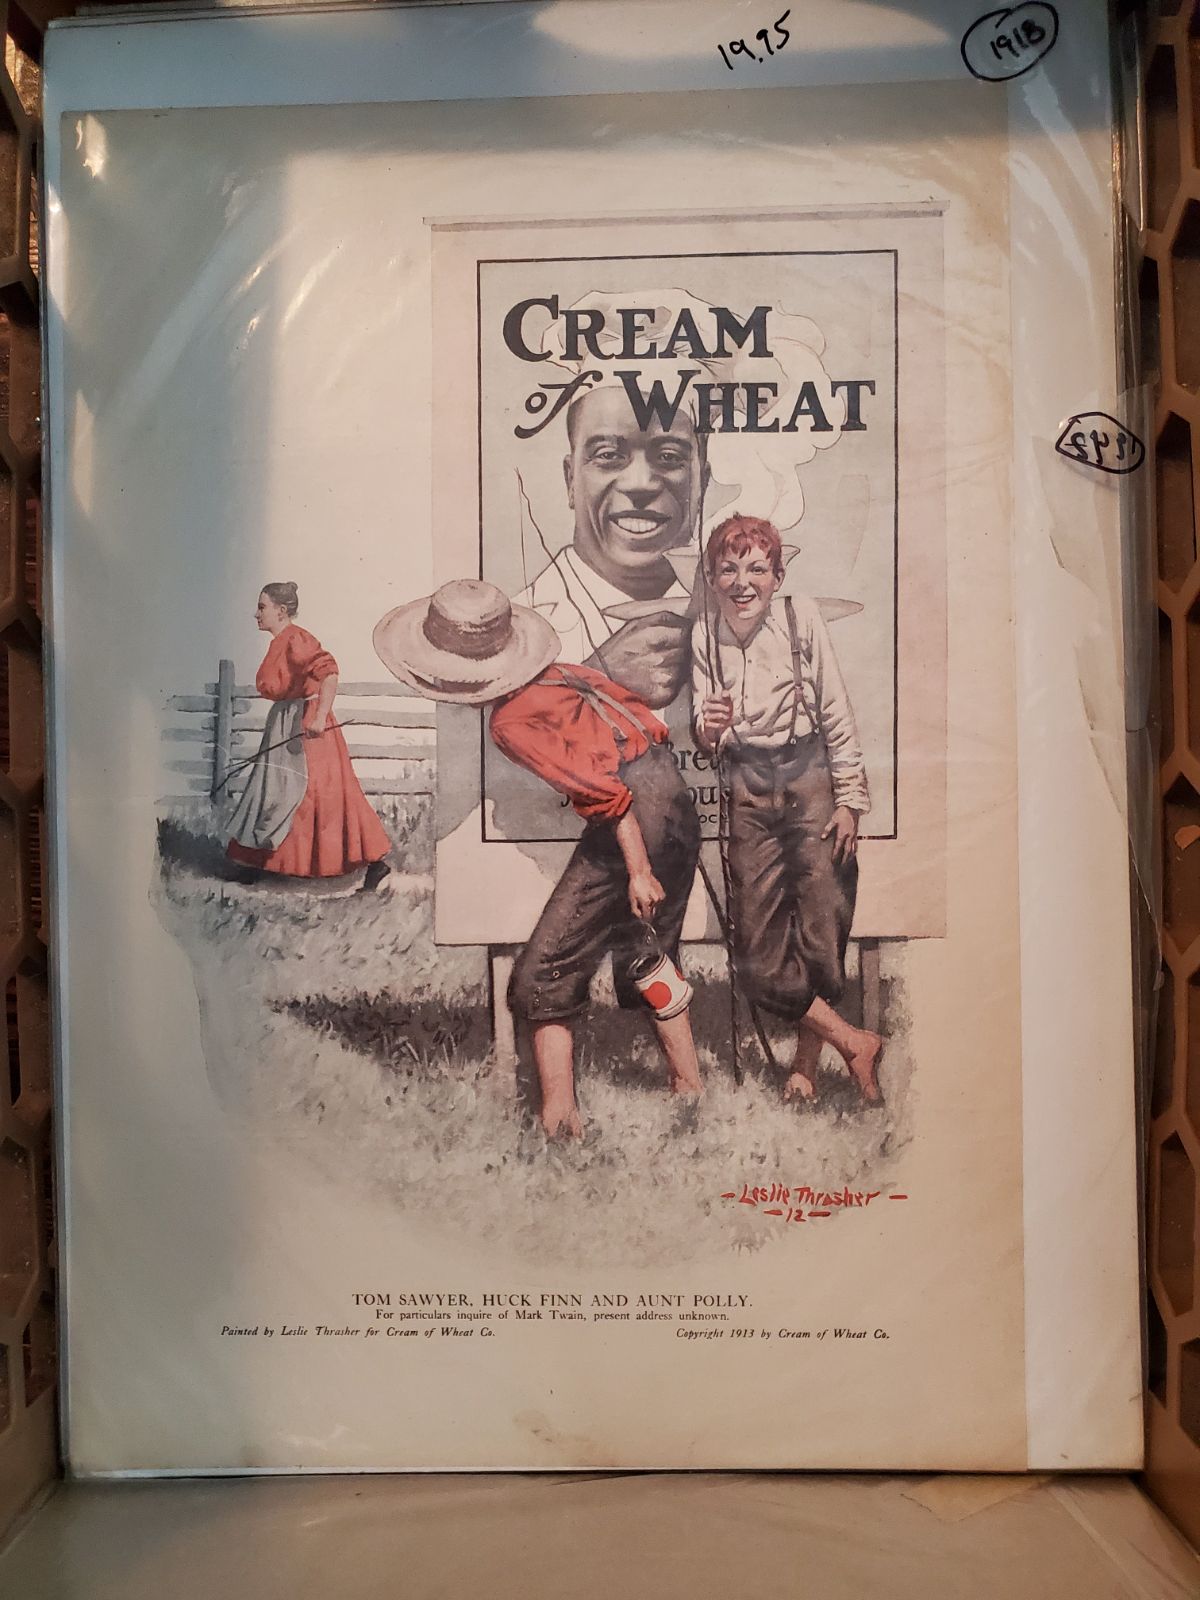 19.95
1918
CREAM
of WHEAT
Leslie Thrasher
-12-
TOM SAWYER, HUCK FINN AND AUNT POLLY.
For particulars inquire of Mark Twain, present address unknown.
Painted by Leslie Thrasher for Cream of Wheat Co.
Copyright 1913 by Cream of Wheat Co.